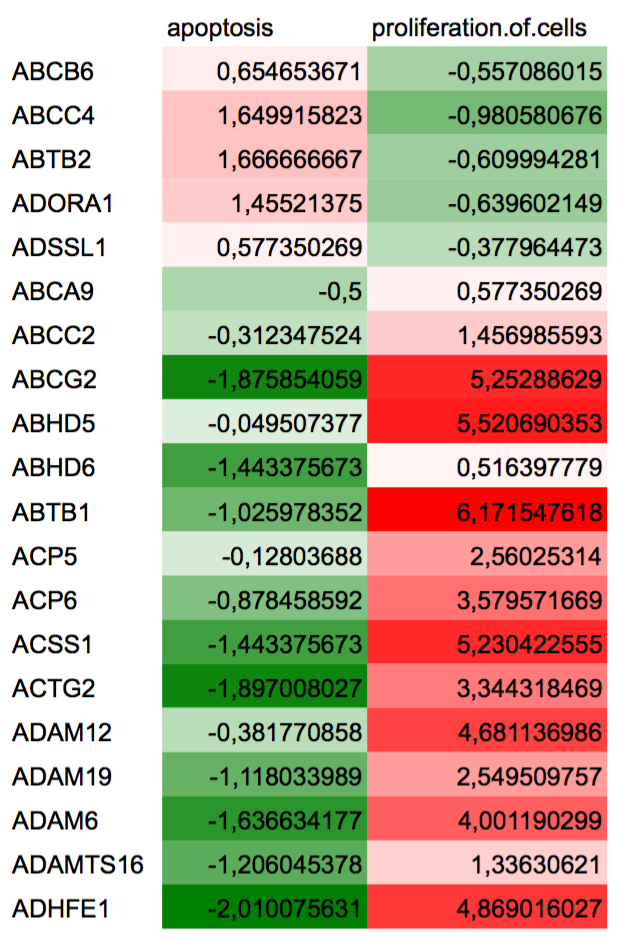 apoptosis proliferation.of.cells
ABCB6 0,654653671 -0,557086015
ABCC4 1,649915823 -0,980580676
ABTB2 1,666666667 -0,609994281
ADORA1 1,45521375 -0,639602149
ADSSL1 0,577350269 -0,377964473
ABCA9 -0,5 0,577350269
ABCC2 -0,312347524 1,456985593
ABCG2 -1,875854059 5,25288629
ABHD5 -0,049507377 5,520690353
ABHD6 -1,443375673 0,516397779
ABTB1 -1,025978352 6,171547618
ACP5 -0,12803688 2,56025314
ACP6 -0,878458592 3,579571669
ACSS1 -1,443375673 5,230422555
ACTG2 -1,897008027 3,344318469
ADAM12 -0,381770858 4,681136986
ADAM19 -1,118033989 2,549509757
ADAM6 -1,636634177 4,001190299
ADAMTS16 -1,206045378 1,33630621
ADHFE1 -2,010075631 4,869016027